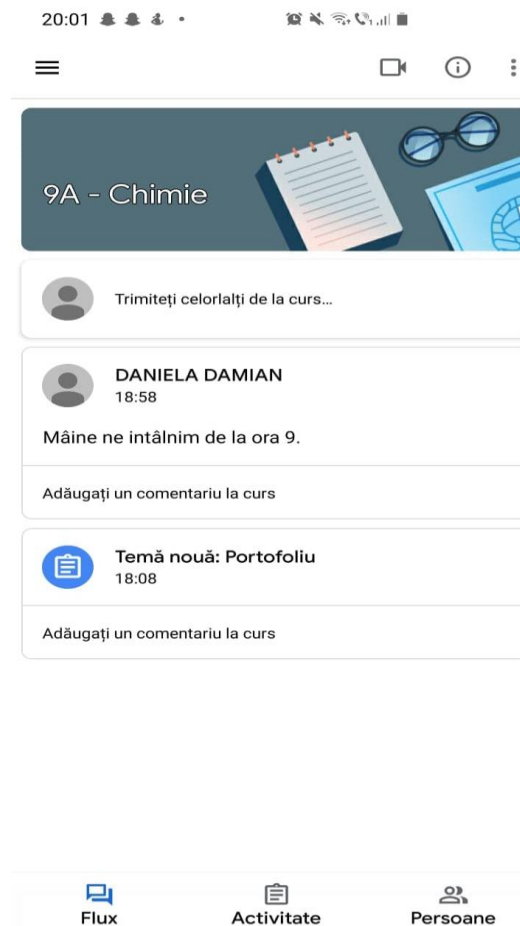 20:01
9A - Chimie
Trimiteți celorlalți de la curs...
DANIELA DAMIAN
18:58
Mâine ne intâlnim de la ora 9.
Adăugați un comentariu la curs
Temă nouă: Portofoliu
18:08
Adăugați un comentariu la curs
Flux
Activitate
Persoane